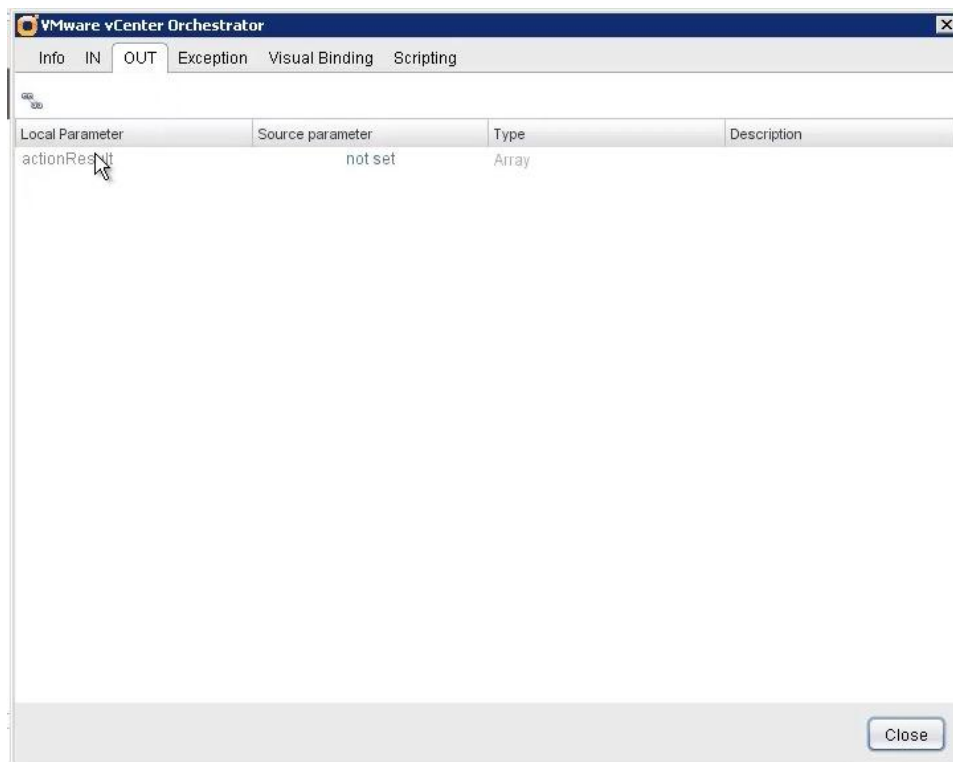 VMware vCenter Orchestrator
Info IN OUT Exception Visual Binding Scripting
Local Parameter Source parameter Type Description
actionResult not set Array
Close